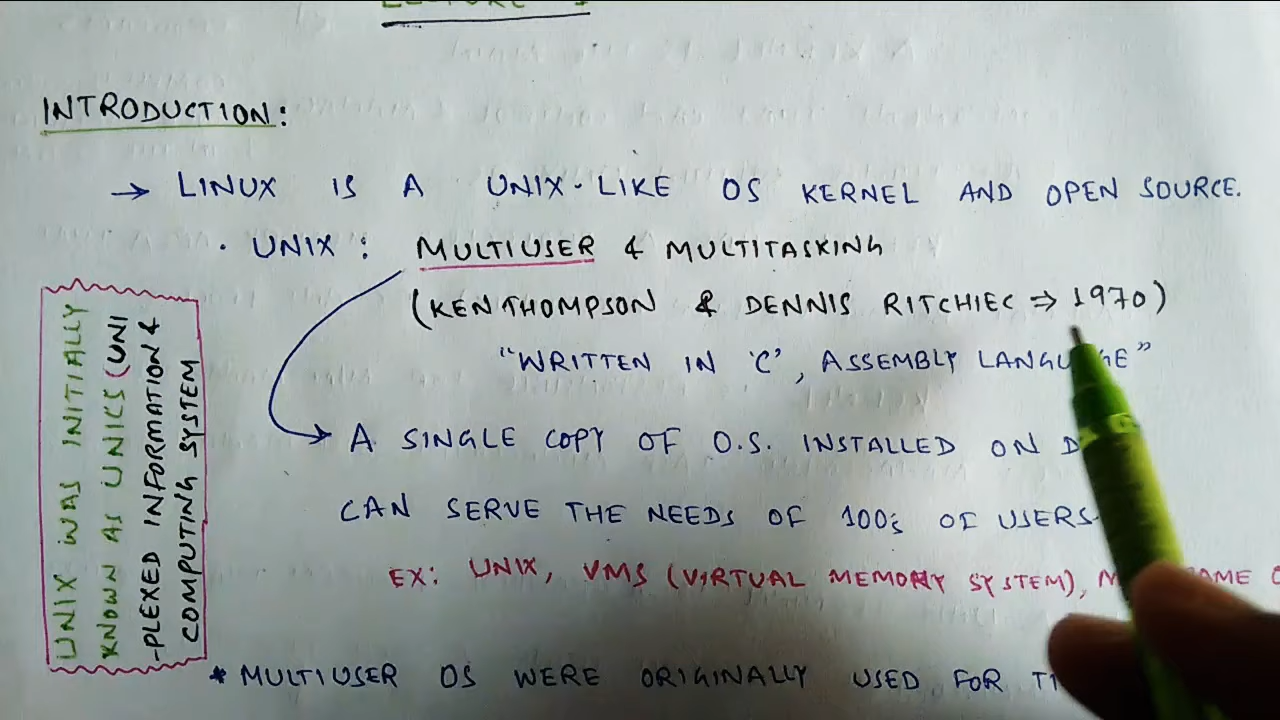 INTRODUCTION:
→ LINUX IS A UNIX-LIKE OS KERNEL AND OPEN SOURCE.
· UNIX: MULTIUSER & MULTITASKING
(KEN THOMPSON & DENNIS RITCHIEC ⇒ 1970)
"WRITTEN IN 'C', ASSEMBLY LANGUAGE"
→ A SINGLE COPY OF O.S. INSTALLED ON
CAN SERVE THE NEEDS OF 100s OF USERS
EX: UNIX, VMS (VIRTUAL MEMORY SYSTEM),
* MULTIUSER OS WERE ORIGINALLY USED FOR
UNIX WAS INITIALLY
KNOWN AS UNICS (UNI
-PLEXED INFORMATION &
COMPUTING SYSTEM